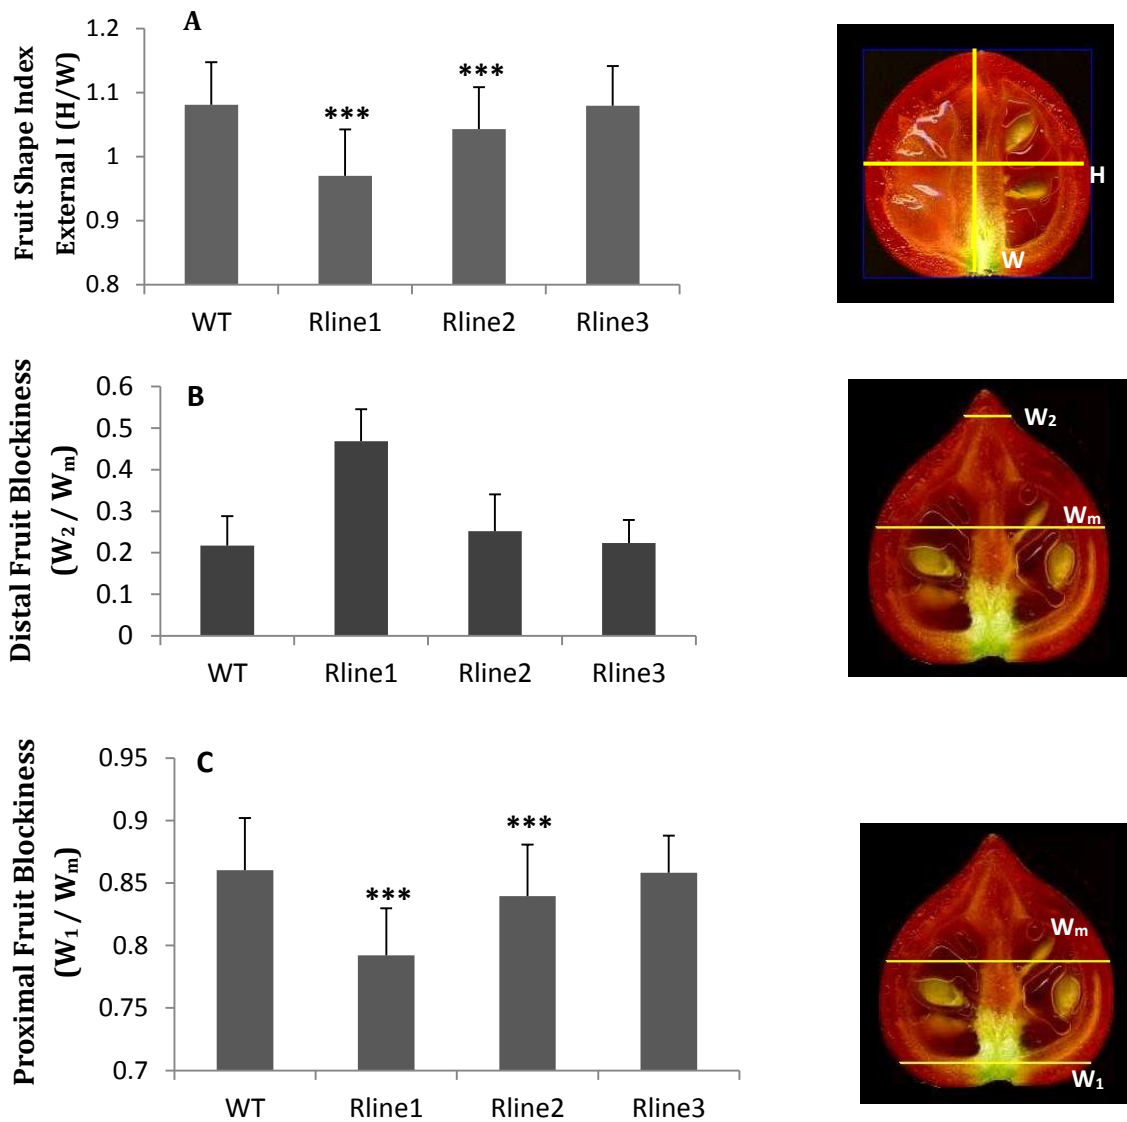 A
Fruit Shape Index
External I (H/W)
1.2
1.1
1
0.9
0.8
***
***
WT Rline1 Rline2 Rline3
H
W
B
Distal Fruit Blockiness
(W₂ / Wₘ)
0.6
0.5
0.4
0.3
0.2
0.1
0
WT Rline1 Rline2 Rline3
W₂
Wₘ
C
Proximal Fruit Blockiness
(W₁ / Wₘ)
0.95
0.9
0.85
0.8
0.75
0.7
***
***
WT Rline1 Rline2 Rline3
Wₘ
W₁